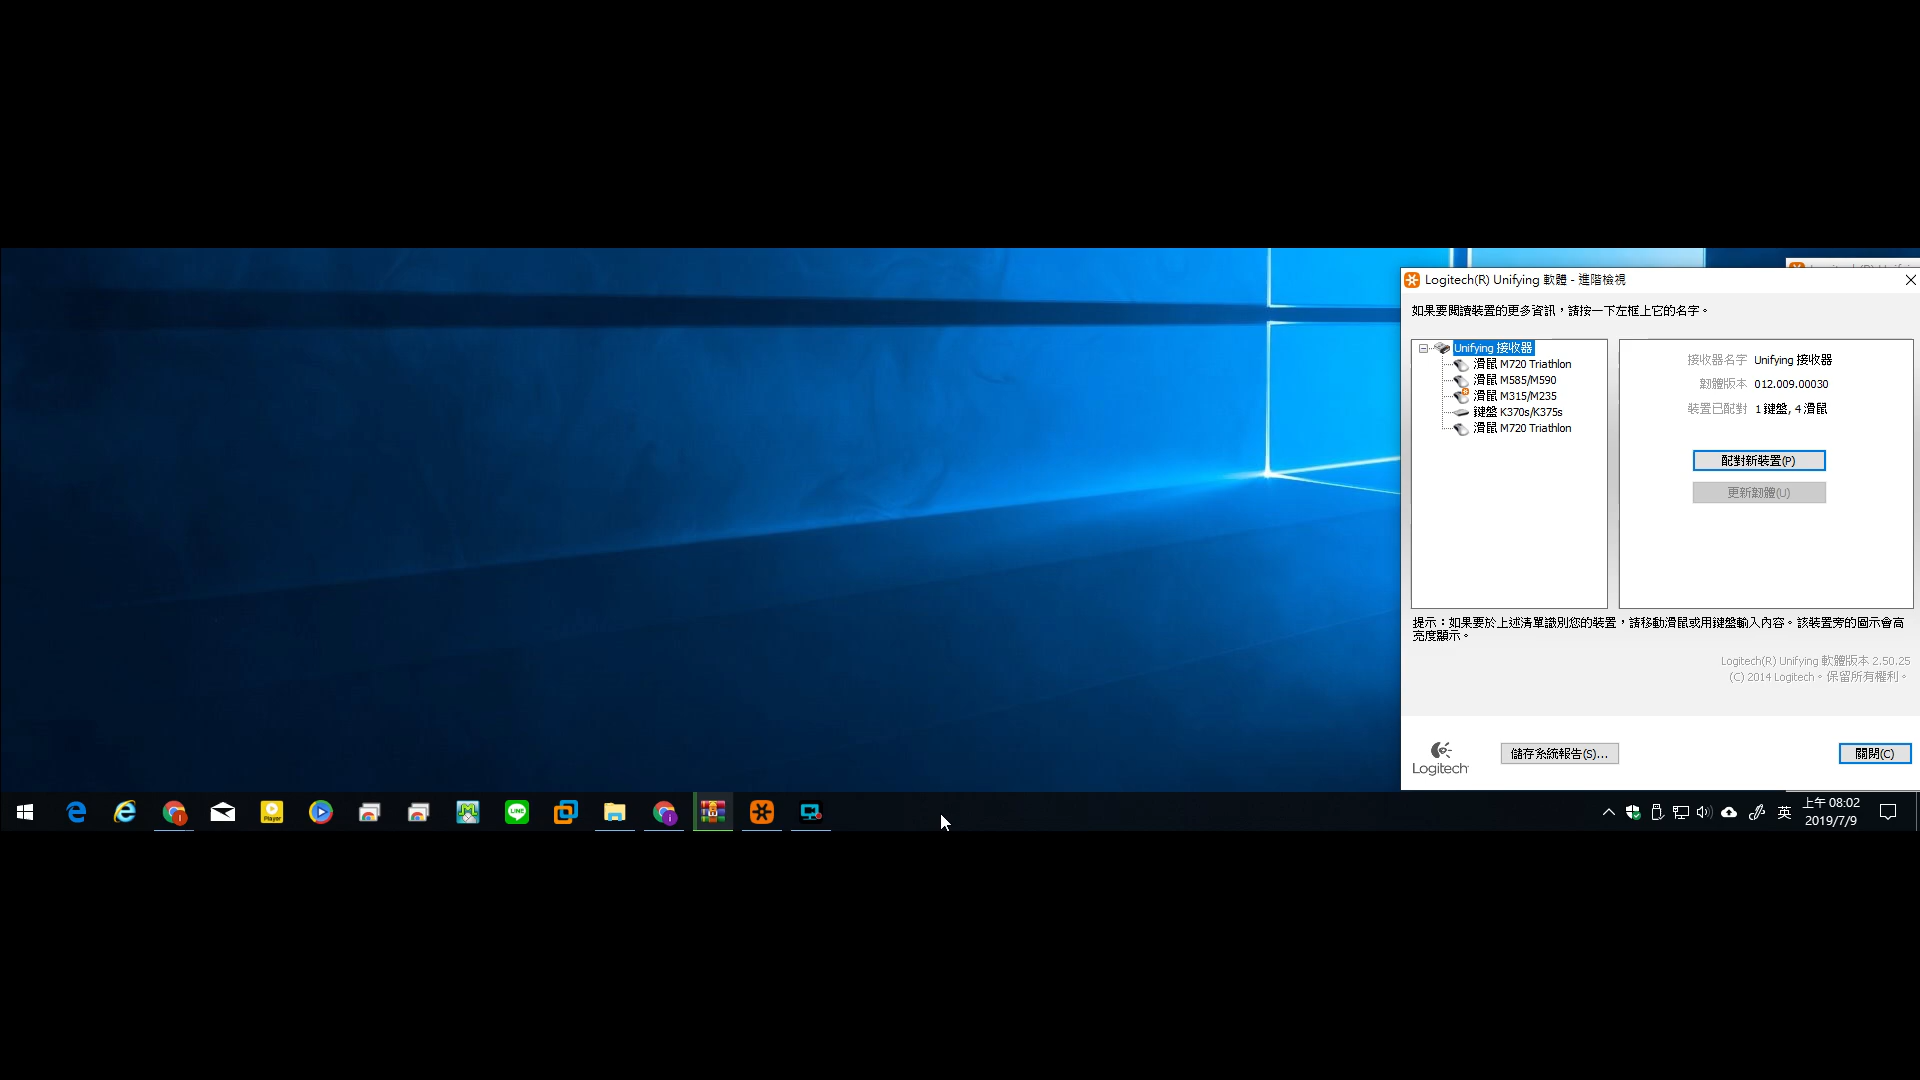 Logitech(R) Unifying 軟體 - 進階檢視
如果要閱讀裝置的更多資訊，請按一下左框上它的名字。
Unifying 接收器
滑鼠 M720 Triathlon
滑鼠 M585/M590
滑鼠 M315/M235
鍵盤 K370s/K375s
滑鼠 M720 Triathlon
接收器名字 Unifying 接收器
韌體版本 012.009.00030
裝置已配對 1 鍵盤, 4 滑鼠
配對新裝置(P)
更新韌體(U)
提示：如果要於上述清單識別您的裝置，請移動滑鼠或用鍵盤輸入內容。該裝置旁的圖示會高
亮度顯示。
Logitech(R) Unifying 軟體版本 2.50.25
(C) 2014 Logitech。保留所有權利。
Logitech
儲存系統報告(S)...
關閉(C)
Player
LINE
英
上午 08:02
2019/7/9